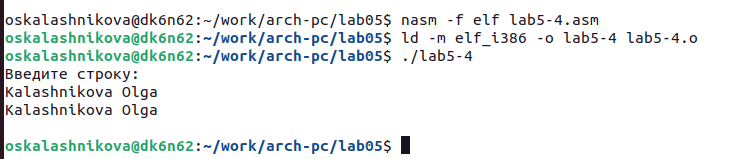 oskalashnikova@dk6n62:~/work/arch-pc/lab05$ nasm -f elf lab5-4.asm
oskalashnikova@dk6n62:~/work/arch-pc/lab05$ ld -m elf_i386 -o lab5-4 lab5-4.o
oskalashnikova@dk6n62:~/work/arch-pc/lab05$ ./lab5-4
Введите строку:
Kalashnikova Olga
Kalashnikova Olga
oskalashnikova@dk6n62:~/work/arch-pc/lab05$